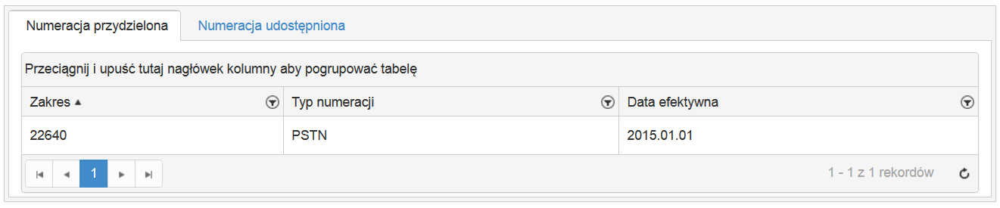 Numeracja przydzielona Numeracja udostępniona
Przeciągnij i upuść tutaj nagłówek kolumny aby pogrupować tabelę
Zakres Typ numeracji Data efektywna
22640 PSTN 2015.01.01
1 1 - 1 z 1 rekordów